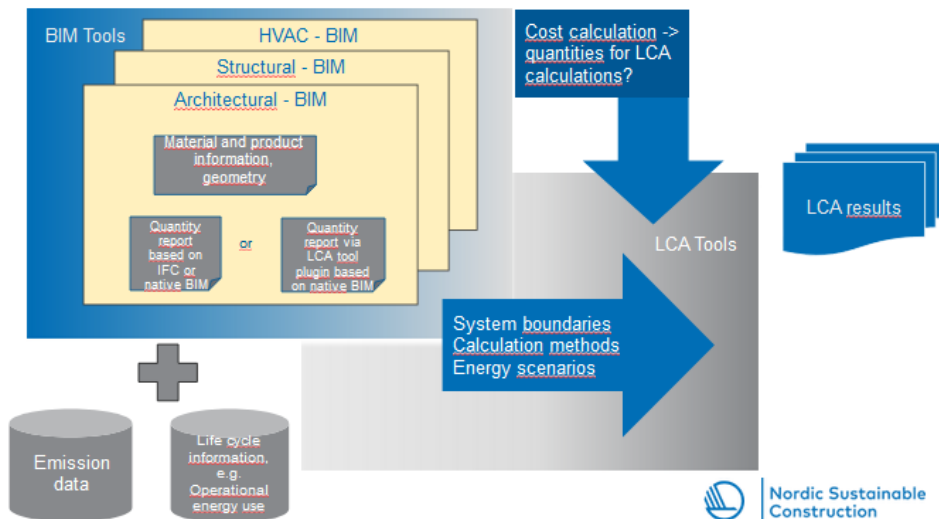 BIM Tools
HVAC - BIM
Structural - BIM
Architectural - BIM
Material and product
information,
geometry
Quantity
report
based on
IFC or
native BIM
or
Quantity
report via
LCA tool
plugin based
on native BIM
Cost calculation ->
quantities for LCA
calculations?
LCA results
LCA Tools
System boundaries
Calculation methods
Energy scenarios
Emission
data
Life cycle
information,
e.g.
Operational
energy use
Nordic Sustainable
Construction